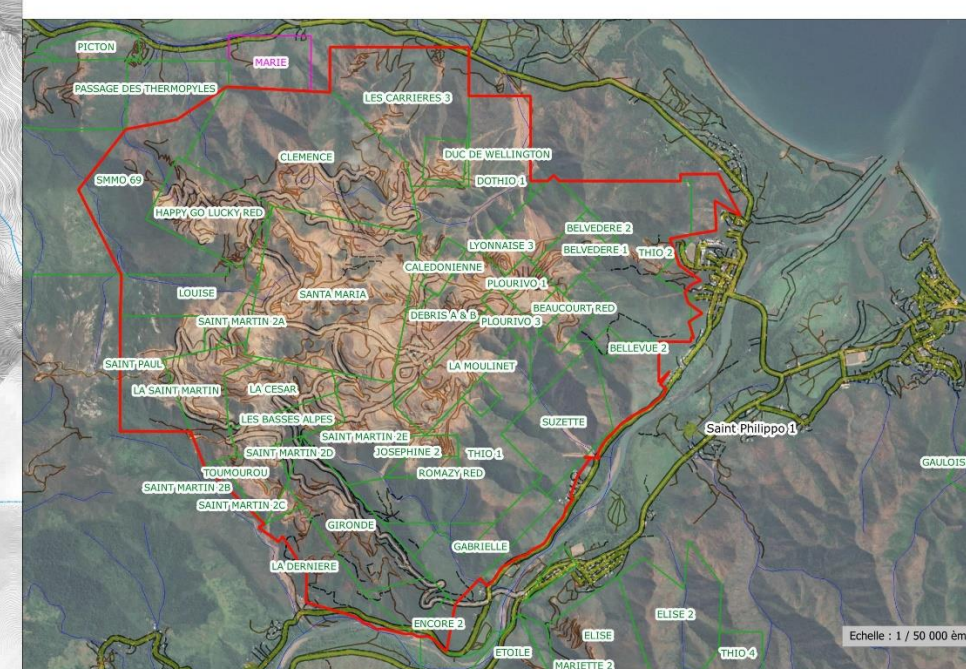 PICTON
MARIE
PASSAGE DES THERMOPYLES
LES CARRIERES 3
CLEMENCE
DUC DE WELLINGTON
SMMO 69
DOTHIO 1
HAPPY GO LUCKY RED
BELVEDERE 2
LYONNAISE 3
BELVEDERE 1
THIO 2
CALEDONIENNE
PLOURIVO 1
LOUISE
SANTA MARIA
BEAUCOURT RED
DEBRIS A & B
SAINT MARTIN 2A
PLOURIVO 3
BELLEVUE 2
SAINT PAUL
LA MOULINET
LA SAINT MARTIN
LA CESAR
LES BASSES ALPES
SUZETTE
Saint Philippo 1
SAINT MARTIN 2E
SAINT MARTIN 2D
JOSEPHINE 2
THIO 1
GAULOIS
TOUMOUROU
ROMAZY RED
SAINT MARTIN 2B
SAINT MARTIN 2C
GIRONDE
GABRIELLE
LA DERNIERE
ELISE 2
ENCORE 2
ELISE
Echelle : 1 / 50 000 èm
ETOILE
THIO 4
MARIETTE 2